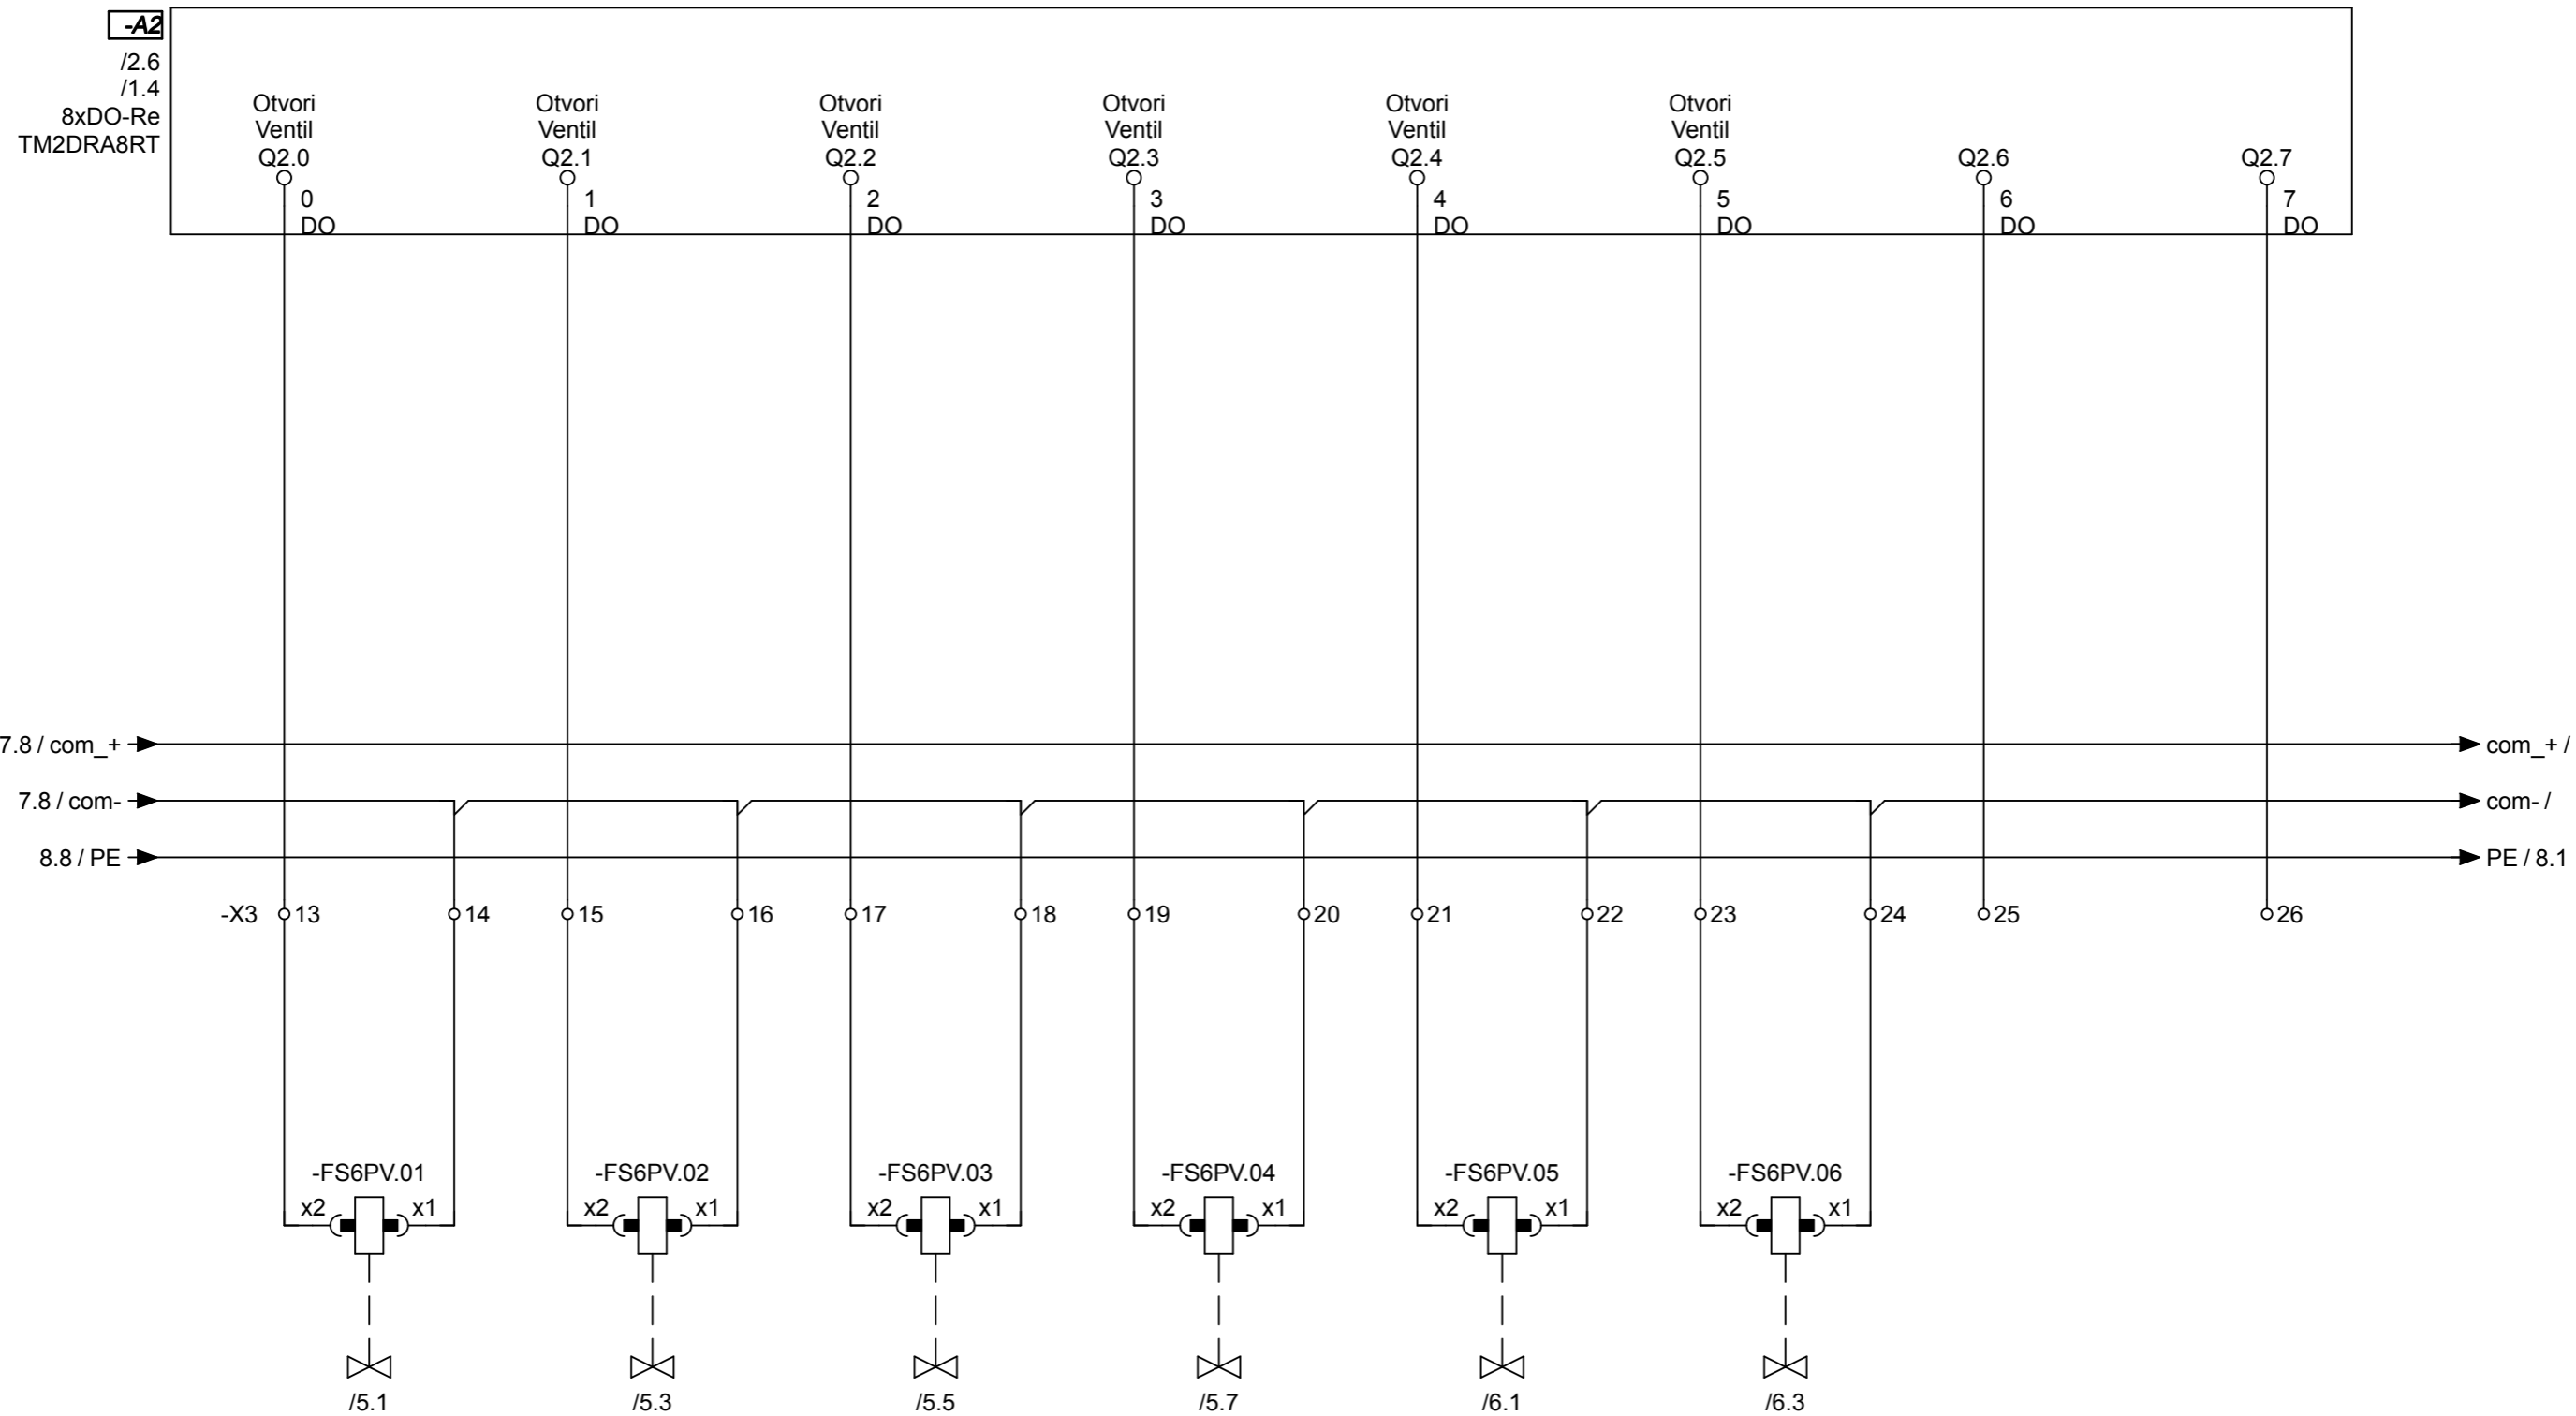 -A2
/2.6
/1.4
8xDO-Re
TM2DRA8RT
Otvori
Ventil
Q2.0
0
DO
Otvori
Ventil
Q2.1
1
DO
Otvori
Ventil
Q2.2
2
DO
Otvori
Ventil
Q2.3
3
DO
Otvori
Ventil
Q2.4
4
DO
Otvori
Ventil
Q2.5
5
DO
Q2.6
6
DO
Q2.7
7
DO
7.8 / com_+
com_+ /
7.8 / com-
com- /
8.8 / PE
PE / 8.1
-X3
13
14
15
16
17
18
19
20
21
22
23
24
25
26
-FS6PV.01
x2
x1
-FS6PV.02
x2
x1
-FS6PV.03
x2
x1
-FS6PV.04
x2
x1
-FS6PV.05
x2
x1
-FS6PV.06
x2
x1
/5.1
/5.3
/5.5
/5.7
/6.1
/6.3